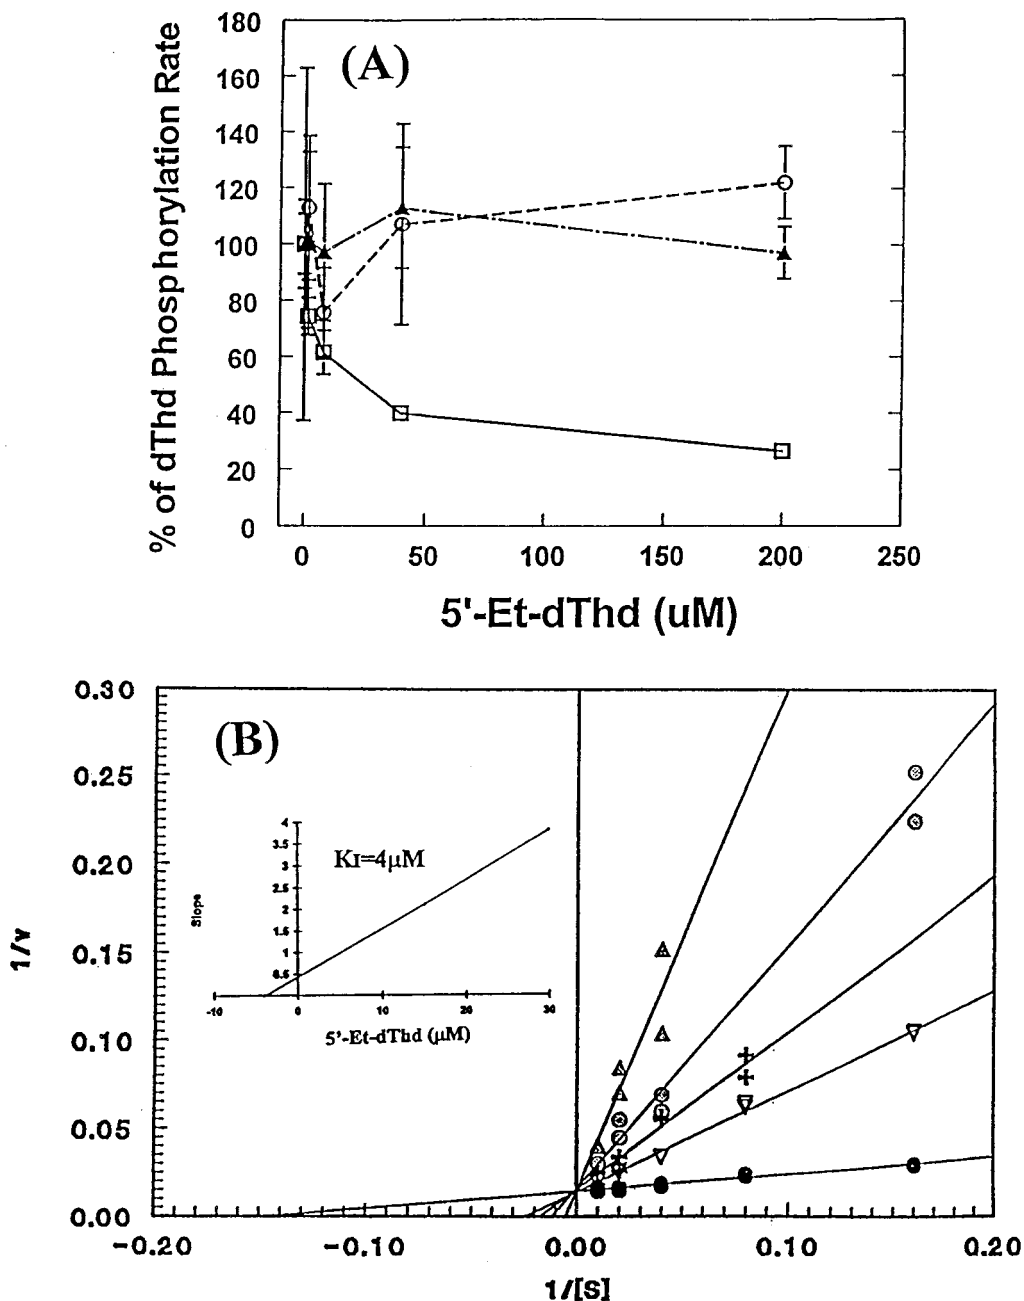 180
160
140
120
100
80
60
40
20
0
% of dThd Phosphorylation Rate
(A)
0 50 100 150 200 250
5'-Et-dThd (uM)
0.30
0.25
0.20
0.15
0.10
0.05
0.00
1/v
(B)
4
3.5
3
2.5
2
1.5
1
0.5
Slope
KI=4μM
-10 0 10 20 30
5'-Et-dThd (μM)
-0.20 -0.10 0.00 0.10 0.20
1/[S]